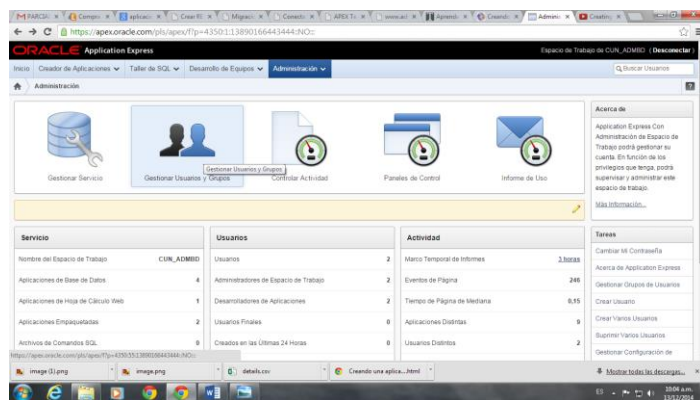 apex.oracle.com/pls/apex/f?p=4350:1:13890166443444::NO::
ORACLE Application Express
Espacio de Trabajo de CUN_ADMBD ( Desconectar )
Inicio Creador de Aplicaciones Taller de SQL Desarrollo de Equipos Administración
Buscar Usuarios
Administración
Gestionar Servicio
Gestionar Usuarios y Grupos
Gestionar Usuarios y Grupos
Controlar Actividad
Paneles de Control
Informe de Uso
Acerca de
Application Express Con
Administración de Espacio de
Trabajo podrá gestionar su
cuenta. En función de los
privilegios que tenga, podrá
supervisar y administrar este
espacio de trabajo.
Más Información...
Servicio
Nombre del Espacio de Trabajo CUN_ADMBD
Aplicaciones de Base de Datos 4
Aplicaciones de Hoja de Cálculo Web 1
Aplicaciones Empaquetadas 2
Archivos de Comandos SQL 0
Usuarios
Usuarios 2
Administradores de Espacio de Trabajo 2
Desarrolladores de Aplicaciones 2
Usuarios Finales 0
Creados en las Últimas 24 Horas 0
Actividad
Marco Temporal de Informes 3 horas
Eventos de Página 246
Tiempo de Página de Mediana 0,15
Aplicaciones Distintas 9
Usuarios Distintos 2
Tareas
Cambiar Mi Contraseña
Acerca de Application Express
Gestionar Grupos de Usuarios
Crear Usuario
Crear Varios Usuarios
Suprimir Varios Usuarios
Gestionar Configuración de
image (1).png
image.png
details.csv
Creando una aplica....html
Mostrar todas las descargas...
ES
10:04 a.m.
13/12/2014